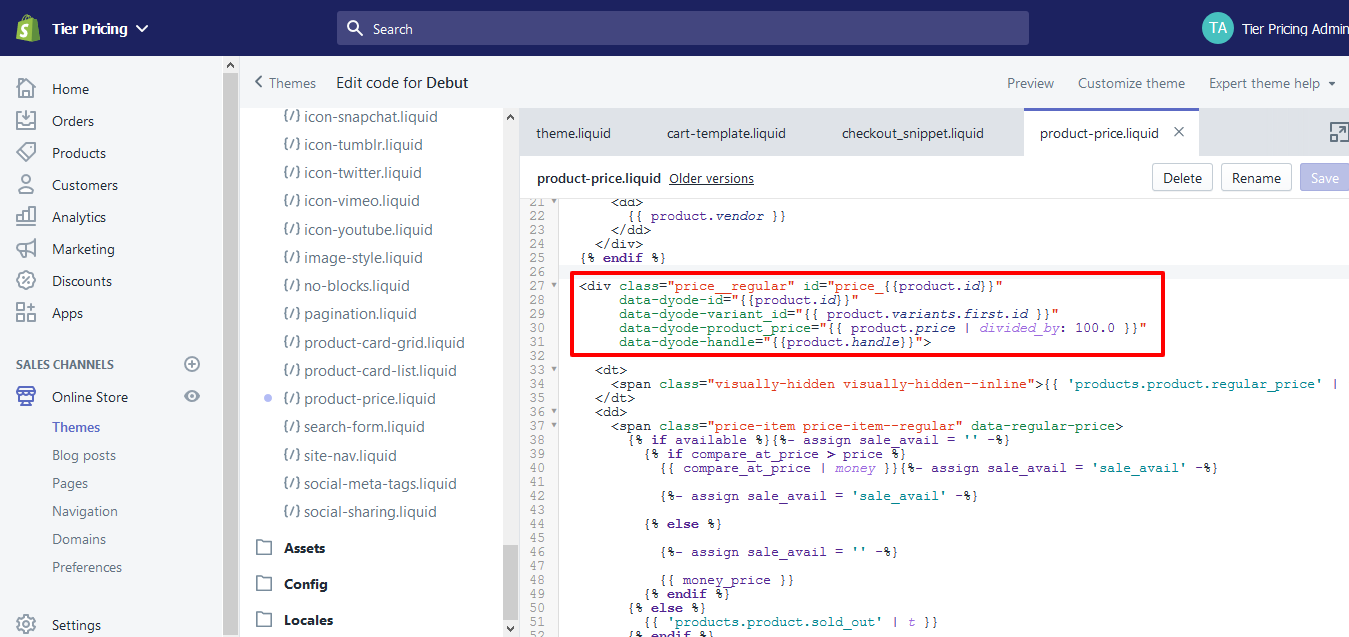 Tier Pricing
Search
TA
Tier Pricing Admin
Home
Orders
Products
Customers
Analytics
Marketing
Discounts
Apps
SALES CHANNELS
Online Store
Themes
Blog posts
Pages
Navigation
Domains
Preferences
Settings
Themes
Edit code for Debut
Preview
Customize theme
Expert theme help
{/} icon-snapchat.liquid
{/} icon-tumblr.liquid
{/} icon-twitter.liquid
{/} icon-vimeo.liquid
{/} icon-youtube.liquid
{/} image-style.liquid
{/} no-blocks.liquid
{/} pagination.liquid
{/} product-card-grid.liquid
{/} product-card-list.liquid
{/} product-price.liquid
{/} search-form.liquid
{/} site-nav.liquid
{/} social-meta-tags.liquid
{/} social-sharing.liquid
Assets
Config
Locales
theme.liquid
cart-template.liquid
checkout_snippet.liquid
product-price.liquid
product-price.liquid Older versions
Delete
Rename
Save
21 <dd>
22 {{ product.vendor }}
23 </dd>
24 </div>
25 {% endif %}
26
27 <div class="price__regular" id="price_{{product.id}}"
28 data-dyode-id="{{product.id}}"
29 data-dyode-variant_id="{{ product.variants.first.id }}"
30 data-dyode-product_price="{{ product.price | divided_by: 100.0 }}"
31 data-dyode-handle="{{product.handle}}">
32
33 <dt>
34 <span class="visually-hidden visually-hidden--inline">{{ 'products.product.regular_price' |
35 </dt>
36 <dd>
37 <span class="price-item price-item--regular" data-regular-price>
38 {% if available %}{%- assign sale_avail = '' -%}
39 {% if compare_at_price > price %}
40 {{ compare_at_price | money }}{%- assign sale_avail = 'sale_avail' -%}
41
42 {%- assign sale_avail = 'sale_avail' -%}
43
44 {% else %}
45
46 {%- assign sale_avail = '' -%}
47
48 {{ money_price }}
49 {% endif %}
50 {% else %}
51 {{ 'products.product.sold_out' | t }}
52 {% endif %}